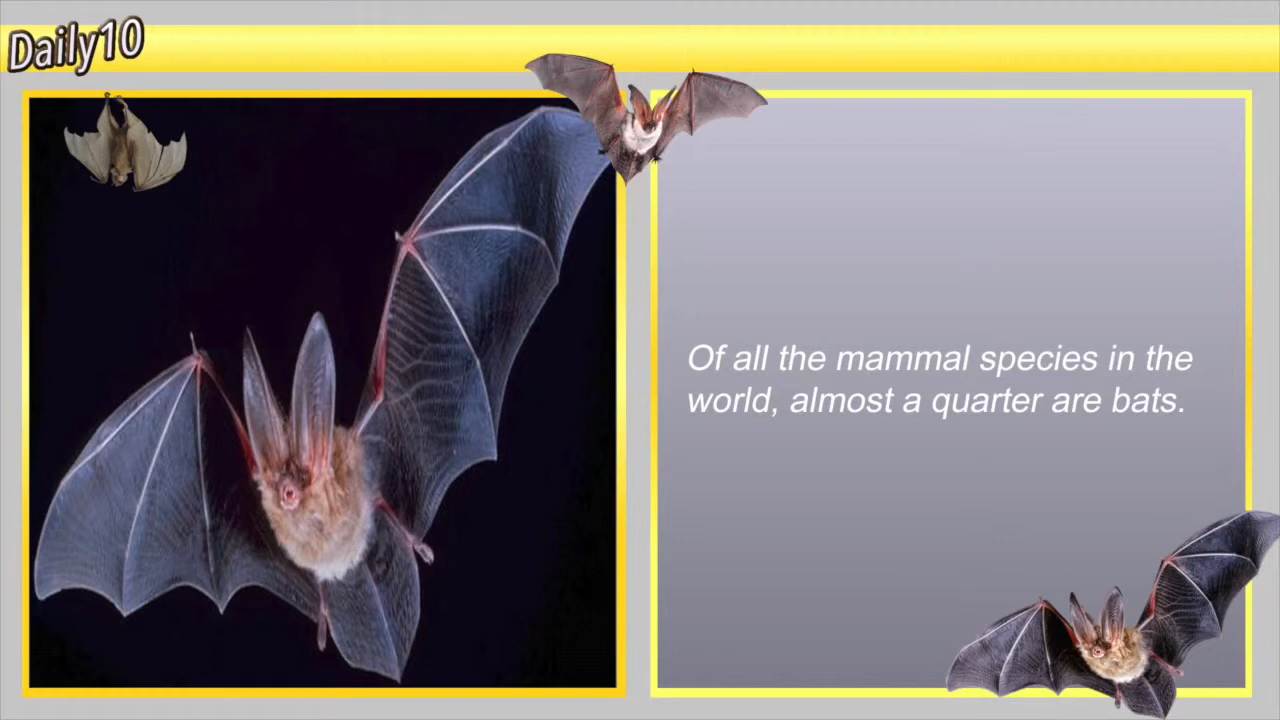 Daily10
Of all the mammal species in the
world, almost a quarter are bats.